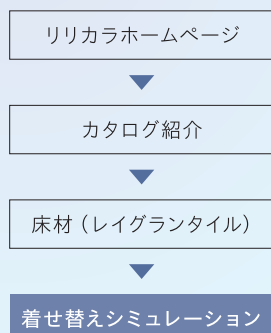 リリカラホームページ
カタログ紹介
床材（レイグランタイル）
着せ替えシミュレーション